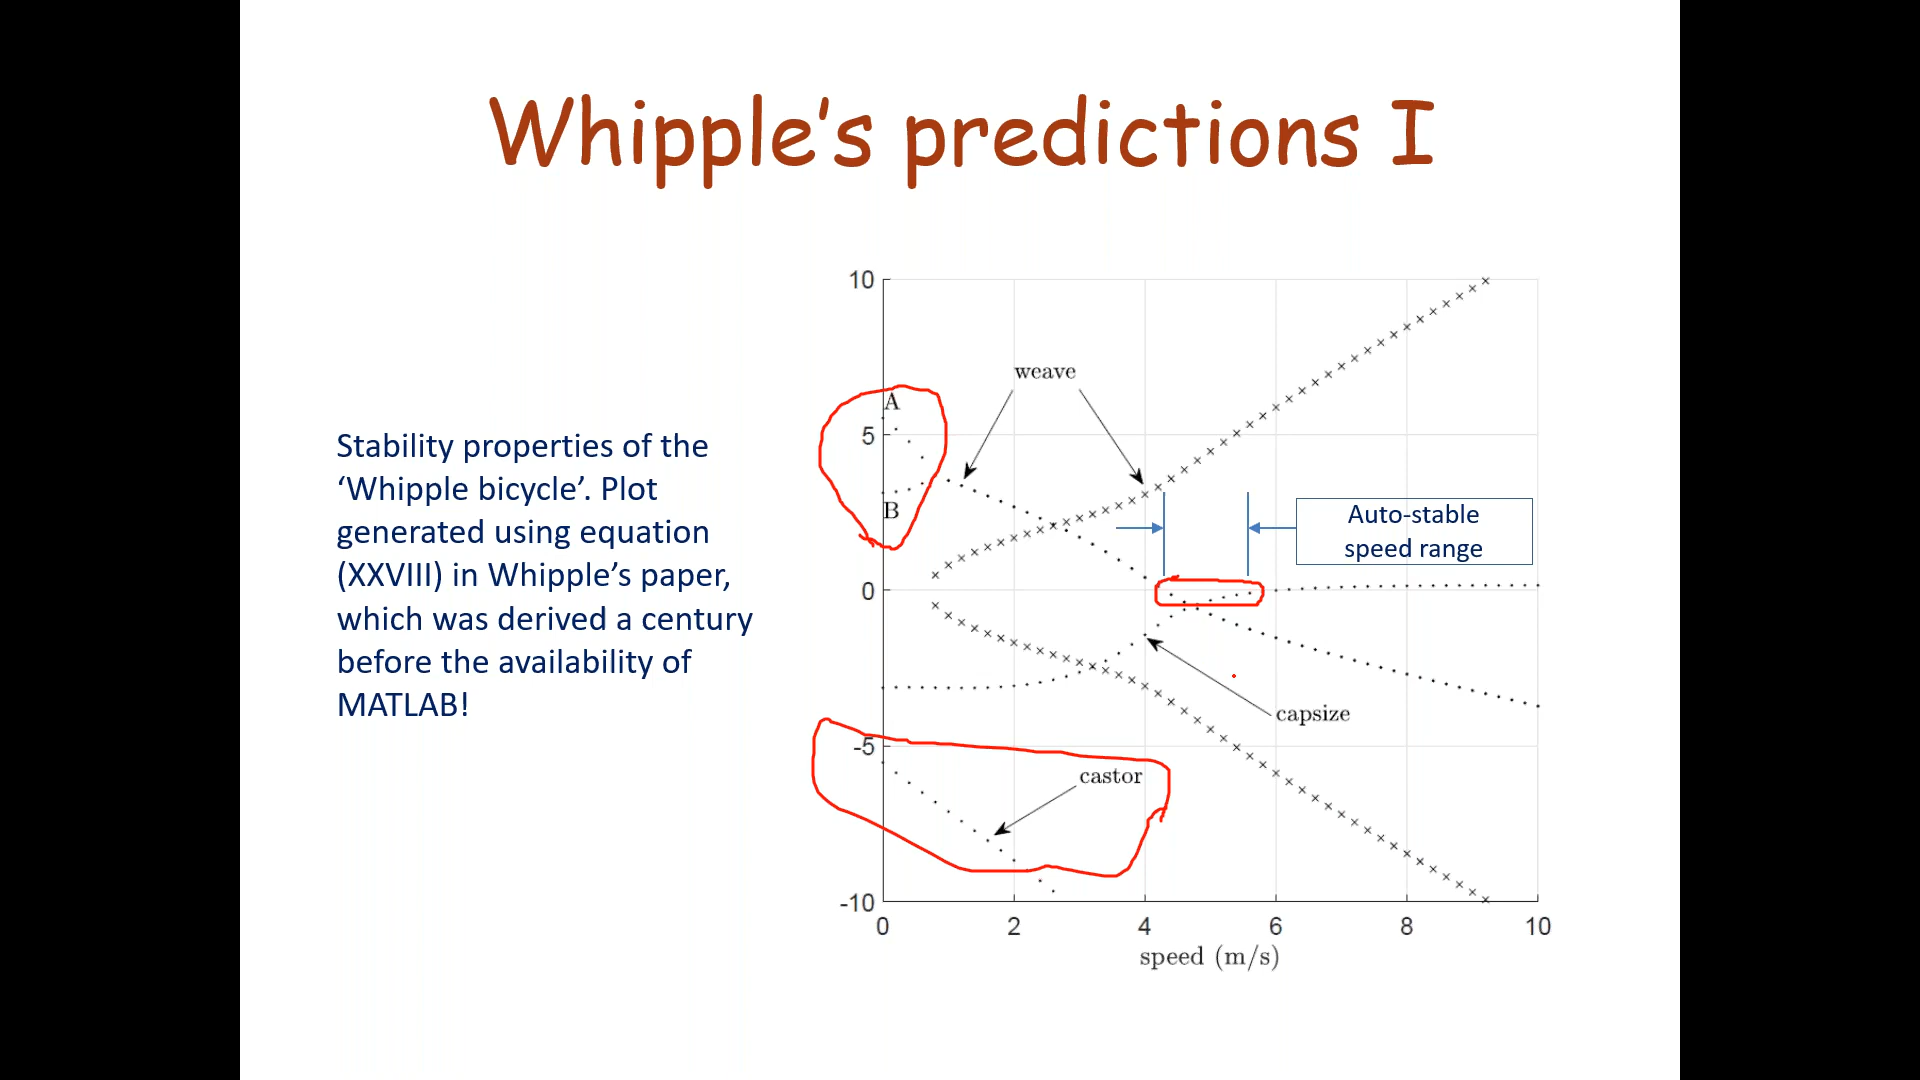 Whipple’s predictions I
Stability properties of the
‘Whipple bicycle’. Plot
generated using equation
(XXVIII) in Whipple’s paper,
which was derived a century
before the availability of
MATLAB!
10
weave
A
5
B
Auto-stable
speed range
0
capsize
-5
castor
-10
0 2 4 6 8 10
speed (m/s)